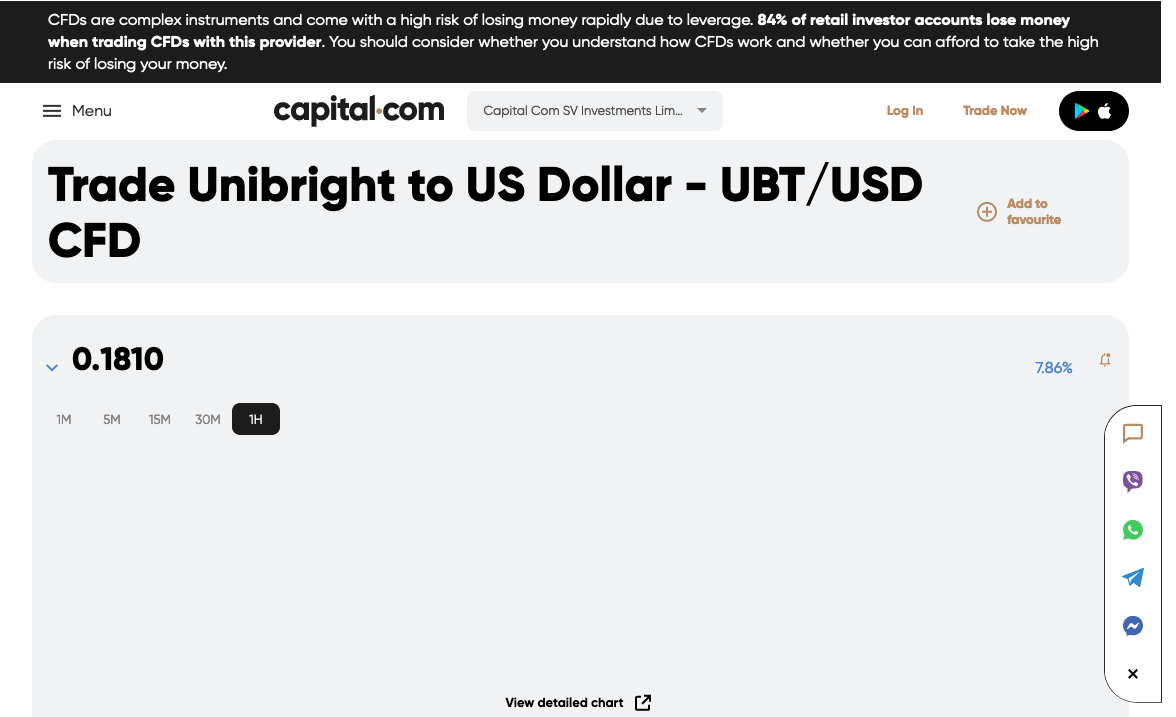 CFDs are complex instruments and come with a high risk of losing money rapidly due to leverage. 84% of retail investor accounts lose money
when trading CFDs with this provider. You should consider whether you understand how CFDs work and whether you can afford to take the high
risk of losing your money.
Menu
capital.com
Capital Com SV Investments Lim...
Log In
Trade Now
Trade Unibright to US Dollar - UBT/USD
CFD
Add to
favourite
0.1810
7.86%
1M
5M
15M
30M
1H
View detailed chart